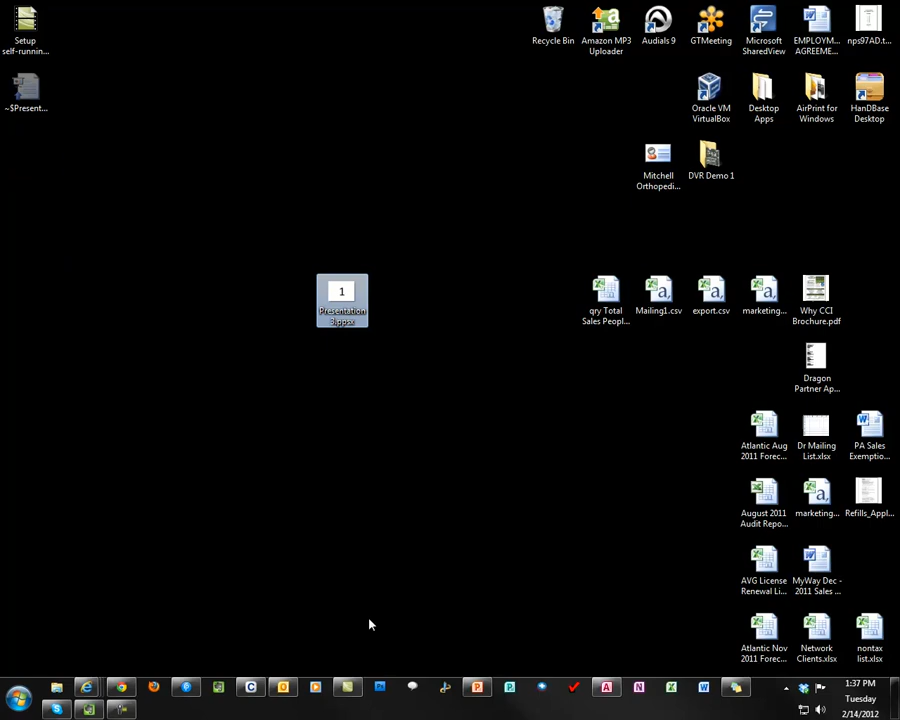 Setup
self-runnin...
~$Present...
Recycle Bin
Amazon MP3
Uploader
Audials 9
GTMeeting
Microsoft
SharedView
EMPLOYM...
AGREEME...
nps97AD.t...
Oracle VM
VirtualBox
Desktop
Apps
AirPrint for
Windows
HanDBase
Desktop
Mitchell
Orthopedi...
DVR Demo 1
1
Presentation
3.ppsx
qry Total
Sales Peopl...
Mailing1.csv
export.csv
marketing...
Why CCI
Brochure.pdf
Dragon
Partner Ap...
Atlantic Aug
2011 Forec...
Dr Mailing
List.xlsx
PA Sales
Exemptio...
August 2011
Audit Repo...
marketing...
Refills_Appl...
AVG License
Renewal Li...
MyWay Dec -
2011 Sales ...
Atlantic Nov
2011 Forec...
Network
Clients.xlsx
nontax
list.xlsx
1:37 PM
Tuesday
2/14/2012